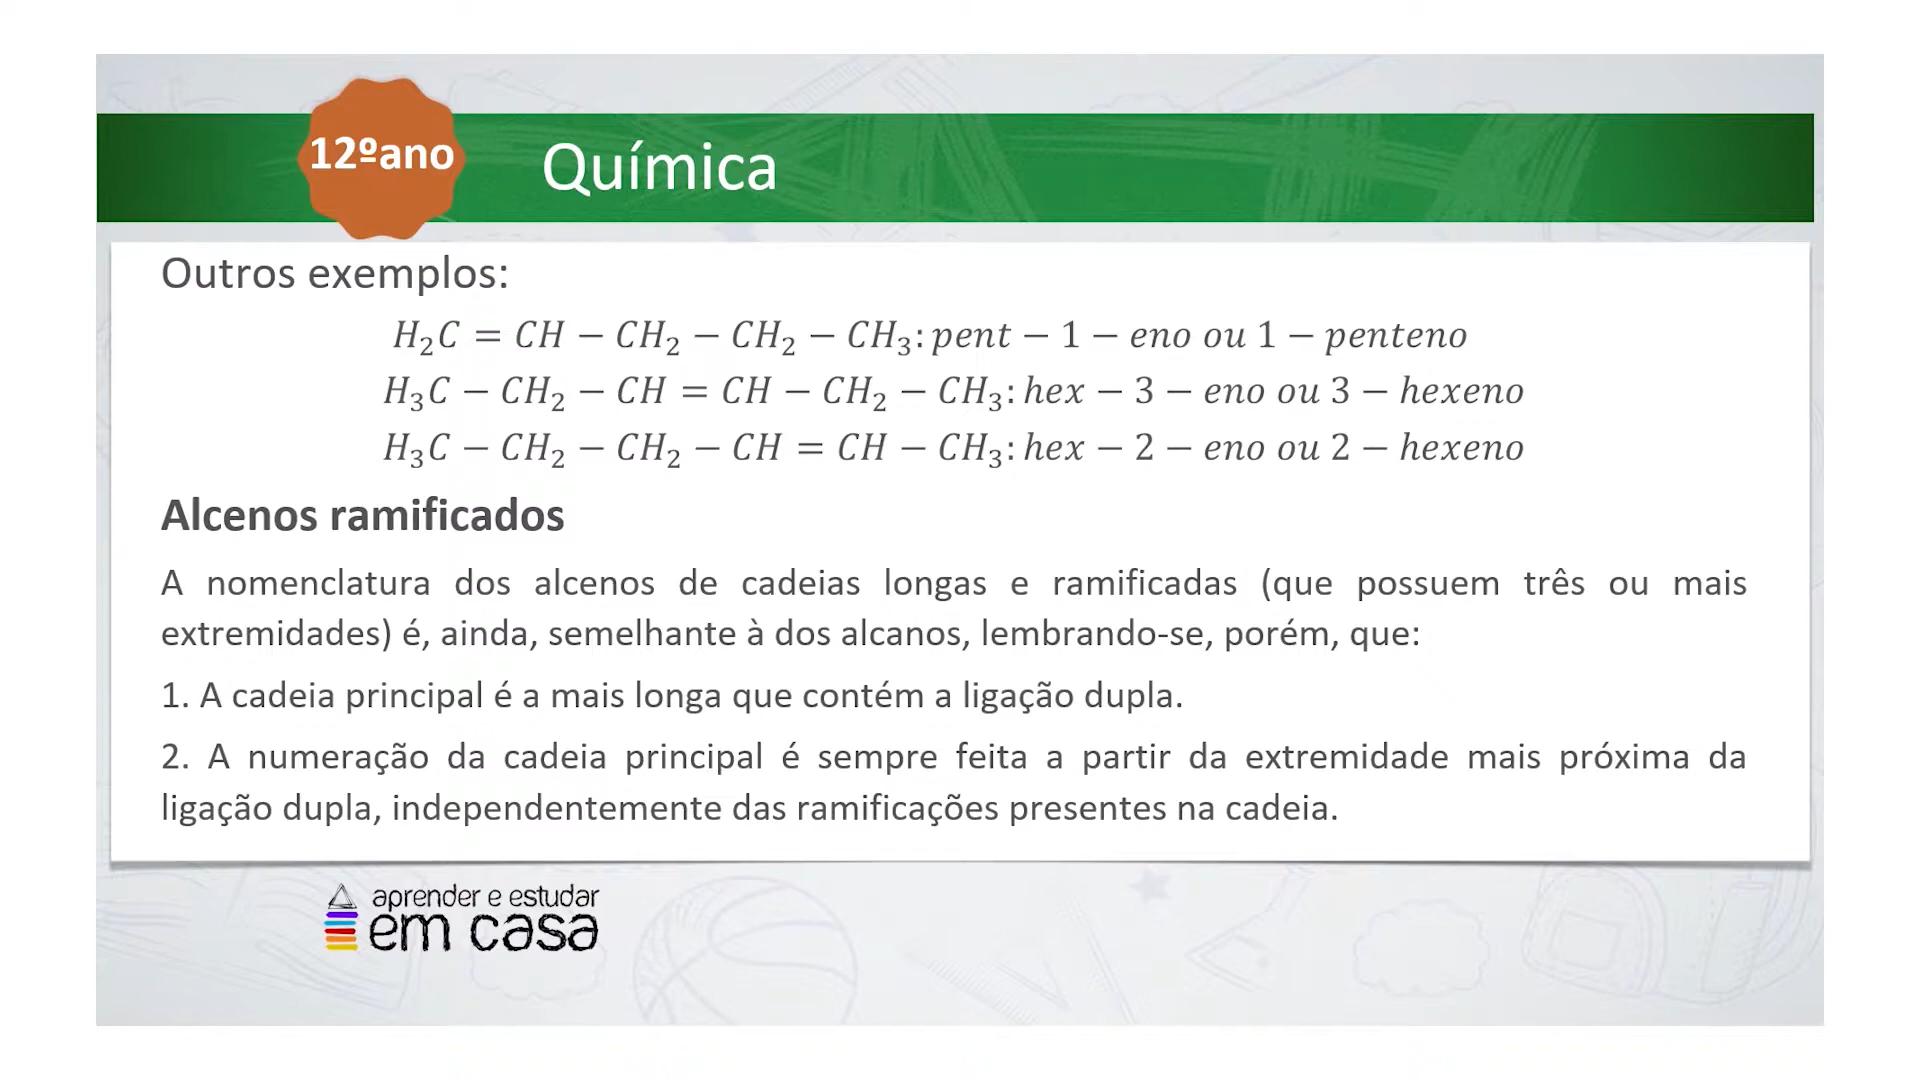 12ºano
Química
Outros exemplos:
H₂C = CH − CH₂ − CH₂ − CH₃: pent − 1 − eno ou 1 − penteno
H₃C − CH₂ − CH = CH − CH₂ − CH₃: hex − 3 − eno ou 3 − hexeno
H₃C − CH₂ − CH₂ − CH = CH − CH₃: hex − 2 − eno ou 2 − hexeno
Alcenos ramificados
A nomenclatura dos alcenos de cadeias longas e ramificadas (que possuem três ou mais
extremidades) é, ainda, semelhante à dos alcanos, lembrando-se, porém, que:
1. A cadeia principal é a mais longa que contém a ligação dupla.
2. A numeração da cadeia principal é sempre feita a partir da extremidade mais próxima da
ligação dupla, independentemente das ramificações presentes na cadeia.
aprender e estudar
em casa